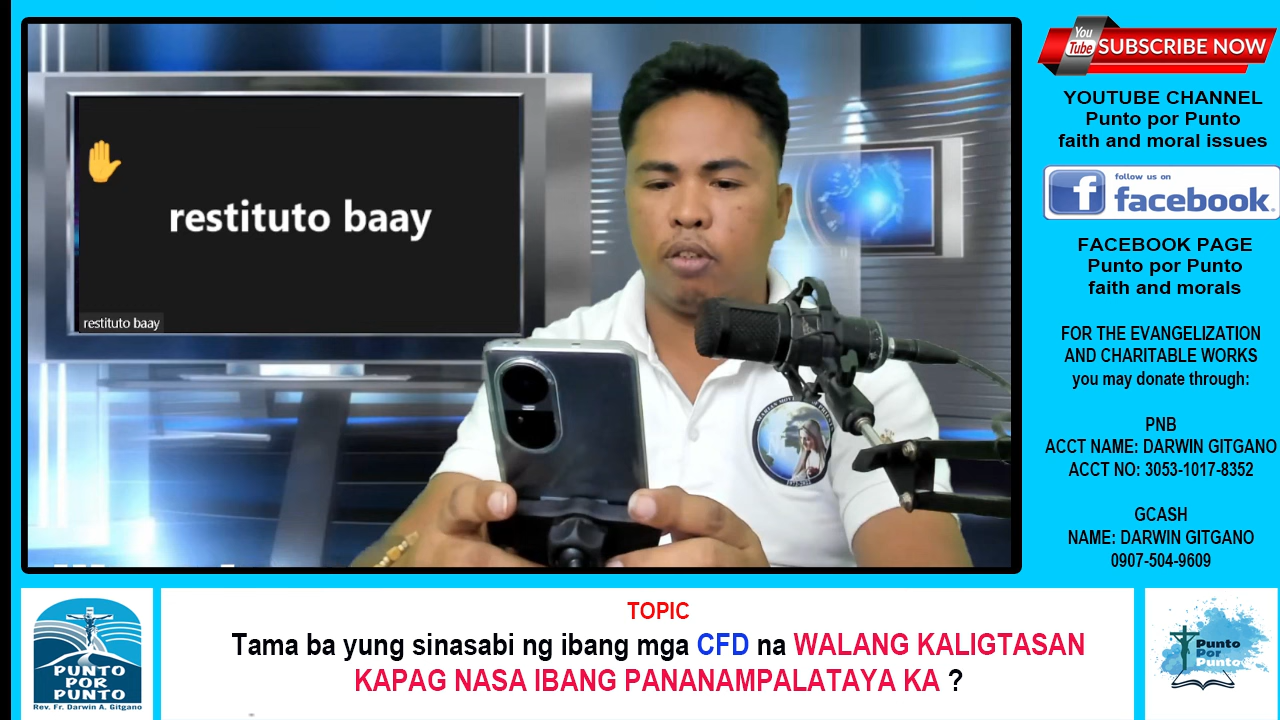 restituto baay
restituto baay
1972-2022
You
Tube
SUBSCRIBE NOW
YOUTUBE CHANNEL
Punto por Punto
faith and moral issues
follow us on
facebook.
FACEBOOK PAGE
Punto por Punto
faith and morals
FOR THE EVANGELIZATION
AND CHARITABLE WORKS
you may donate through:
PNB
ACCT NAME: DARWIN GITGANO
ACCT NO: 3053-1017-8352
GCASH
NAME: DARWIN GITGANO
0907-504-9609
PUNTO
POR
PUNTO
Rev. Fr. Darwin A. Gitgano
TOPIC
Tama ba yung sinasabi ng ibang mga CFD na WALANG KALIGTASAN
KAPAG NASA IBANG PANANAMPALATAYA KA ?
Punto
Por
Punto